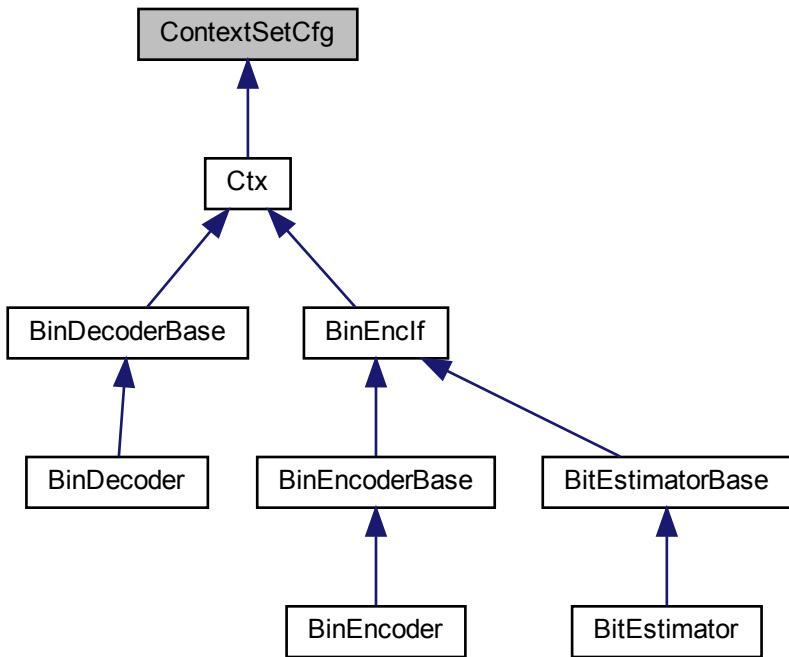 ContextSetCfg
Ctx
BinDecoderBase
BinEncIf
BinDecoder
BinEncoderBase
BitEstimatorBase
BinEncoder
BitEstimator